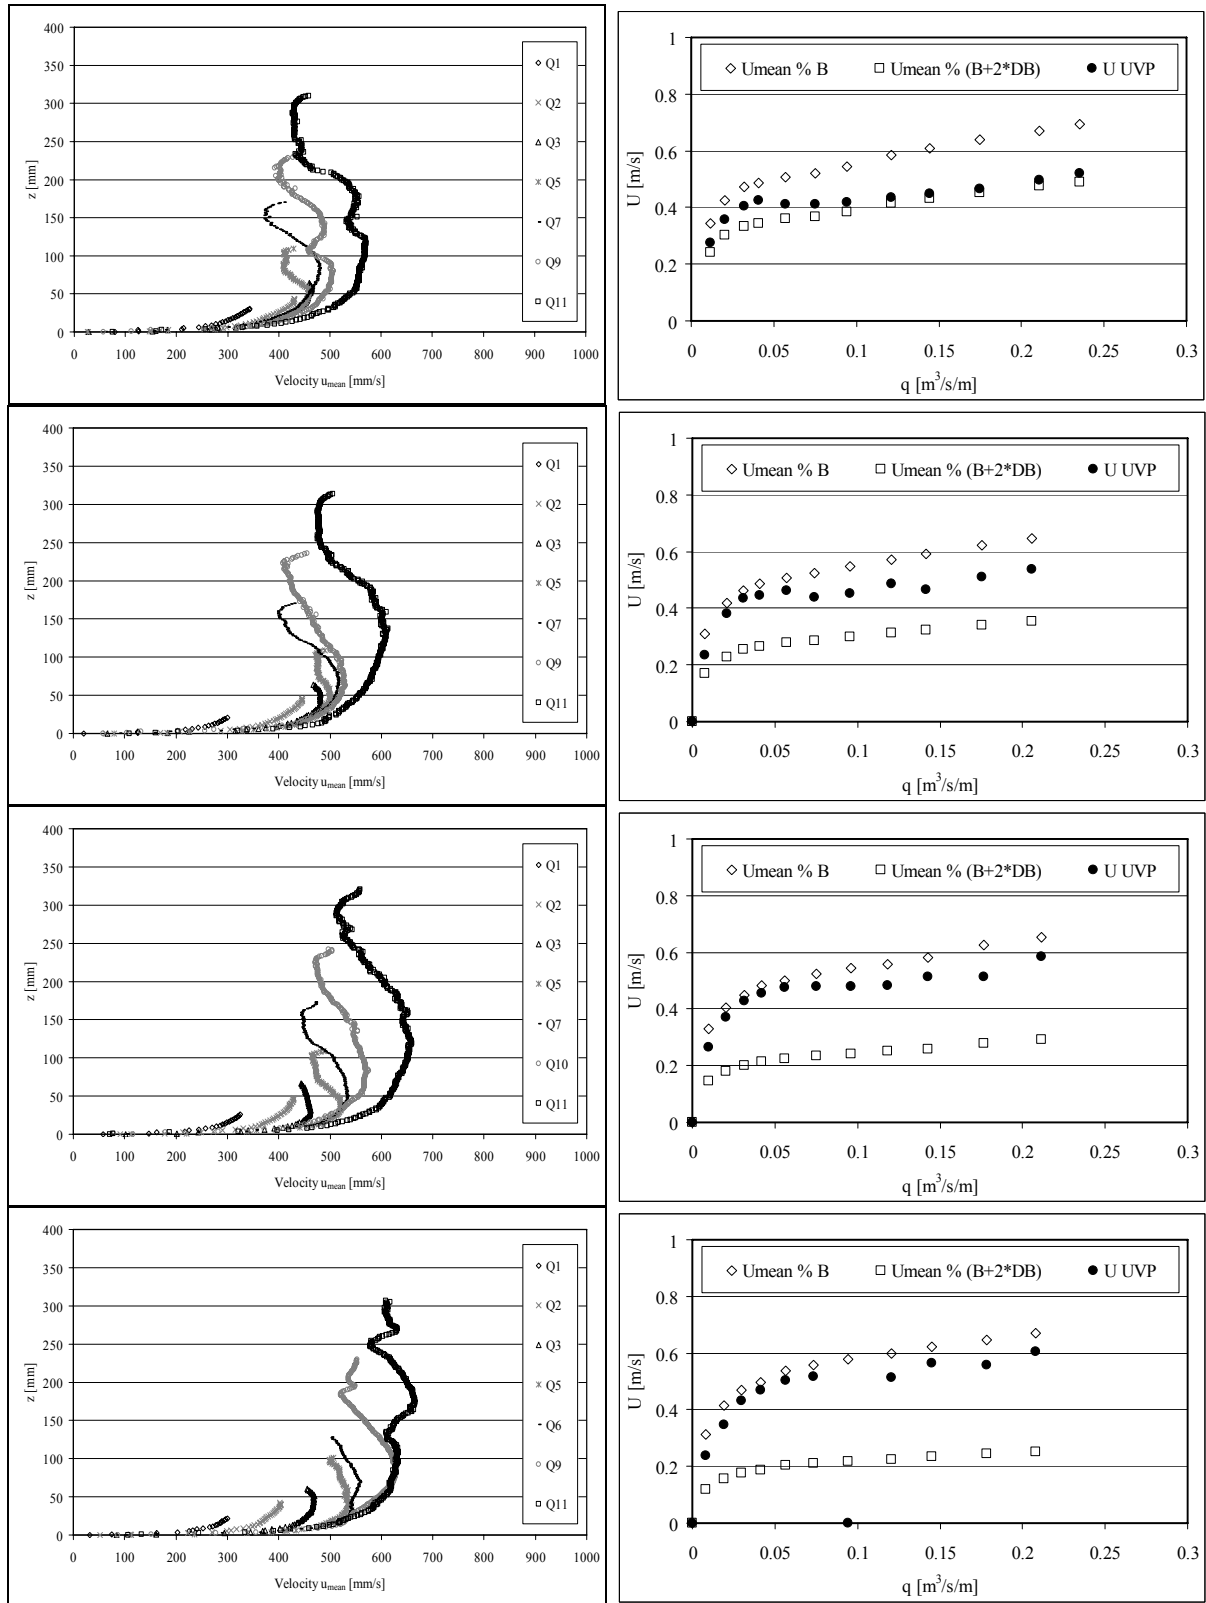 400
350
300
250
200
150
100
50
0
z [mm]
0 100 200 300 400 500 600 700 800 900 1000
Velocity umean [mm/s]
Q1
Q2
Q3
Q5
Q7
Q9
Q11
1
0.8
0.6
0.4
0.2
0
U [m/s]
Umean % B Umean % (B+2*DB) U UVP
0 0.05 0.1 0.15 0.2 0.25 0.3
q [m³/s/m]
400
350
300
250
200
150
100
50
0
z [mm]
0 100 200 300 400 500 600 700 800 900 1000
Velocity umean [mm/s]
Q1
Q2
Q3
Q5
Q7
Q9
Q11
1
0.8
0.6
0.4
0.2
0
U [m/s]
Umean % B Umean % (B+2*DB) U UVP
0 0.05 0.1 0.15 0.2 0.25 0.3
q [m³/s/m]
400
350
300
250
200
150
100
50
0
z [mm]
0 100 200 300 400 500 600 700 800 900 1000
Velocity umean [mm/s]
Q1
Q2
Q3
Q5
Q7
Q10
Q11
1
0.8
0.6
0.4
0.2
0
U [m/s]
Umean % B Umean % (B+2*DB) U UVP
0 0.05 0.1 0.15 0.2 0.25 0.3
q [m³/s/m]
400
350
300
250
200
150
100
50
0
z [mm]
0 100 200 300 400 500 600 700 800 900 1000
Velocity umean [mm/s]
Q1
Q2
Q3
Q5
Q6
Q9
Q11
1
0.8
0.6
0.4
0.2
0
U [m/s]
Umean % B Umean % (B+2*DB) U UVP
0 0.05 0.1 0.15 0.2 0.25 0.3
q [m³/s/m]